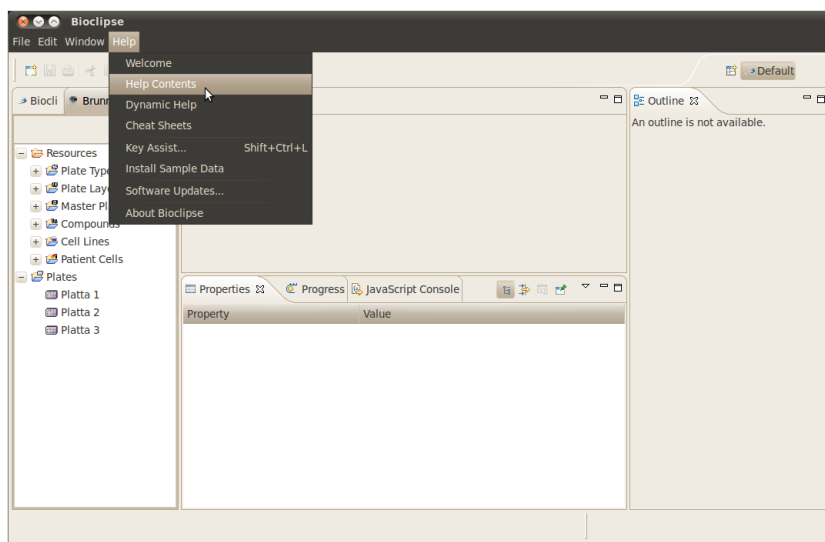 Bioclipse
File Edit Window Help
Welcome
Help Contents
Dynamic Help
Cheat Sheets
Key Assist... Shift+Ctrl+L
Install Sample Data
Software Updates...
About Bioclipse
Default
Biocli
Outline
An outline is not available.
Resources
Plate Typ
Plate Lay
Master Pl
Compounds
Cell Lines
Patient Cells
Plates
Platta 1
Platta 2
Platta 3
Properties Progress JavaScript Console
Property Value